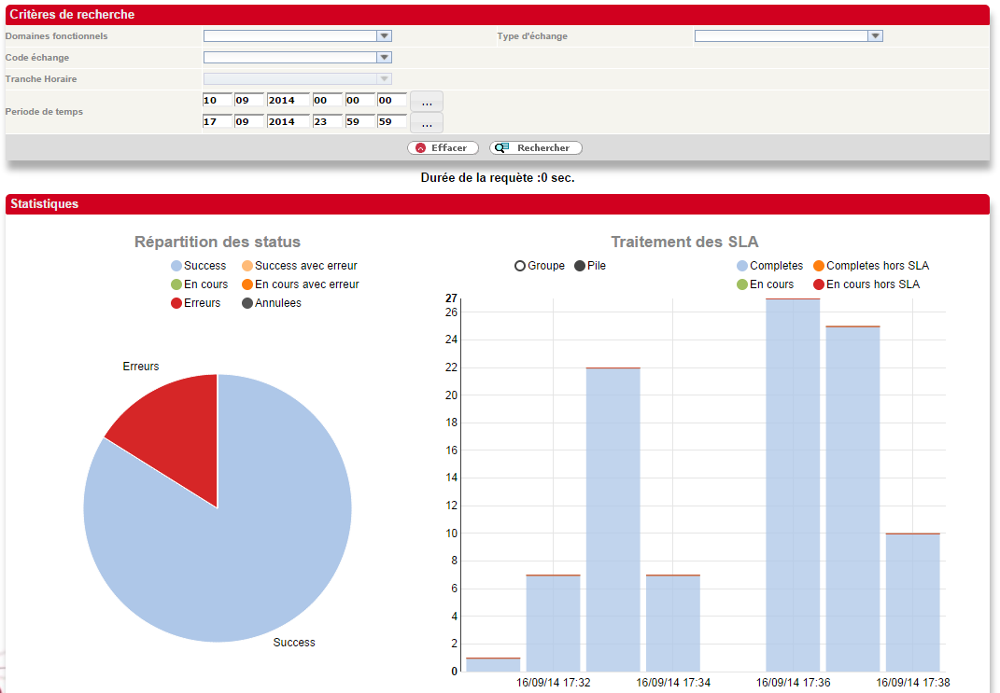 Critères de recherche
Domaines fonctionnels Type d'échange
Code échange
Tranche Horaire
Periode de temps
10 09 2014 00 00 00 ...
17 09 2014 23 59 59 ...
Effacer Rechercher
Durée de la requète :0 sec.
Statistiques
Répartition des status
Success Success avec erreur
En cours En cours avec erreur
Erreurs Annulees
Erreurs
Success
Traitement des SLA
Groupe Pile Completes Completes hors SLA
En cours En cours hors SLA
27
26
24
22
20
18
16
14
12
10
8
6
4
2
0
16/09/14 17:32 16/09/14 17:34 16/09/14 17:36 16/09/14 17:38